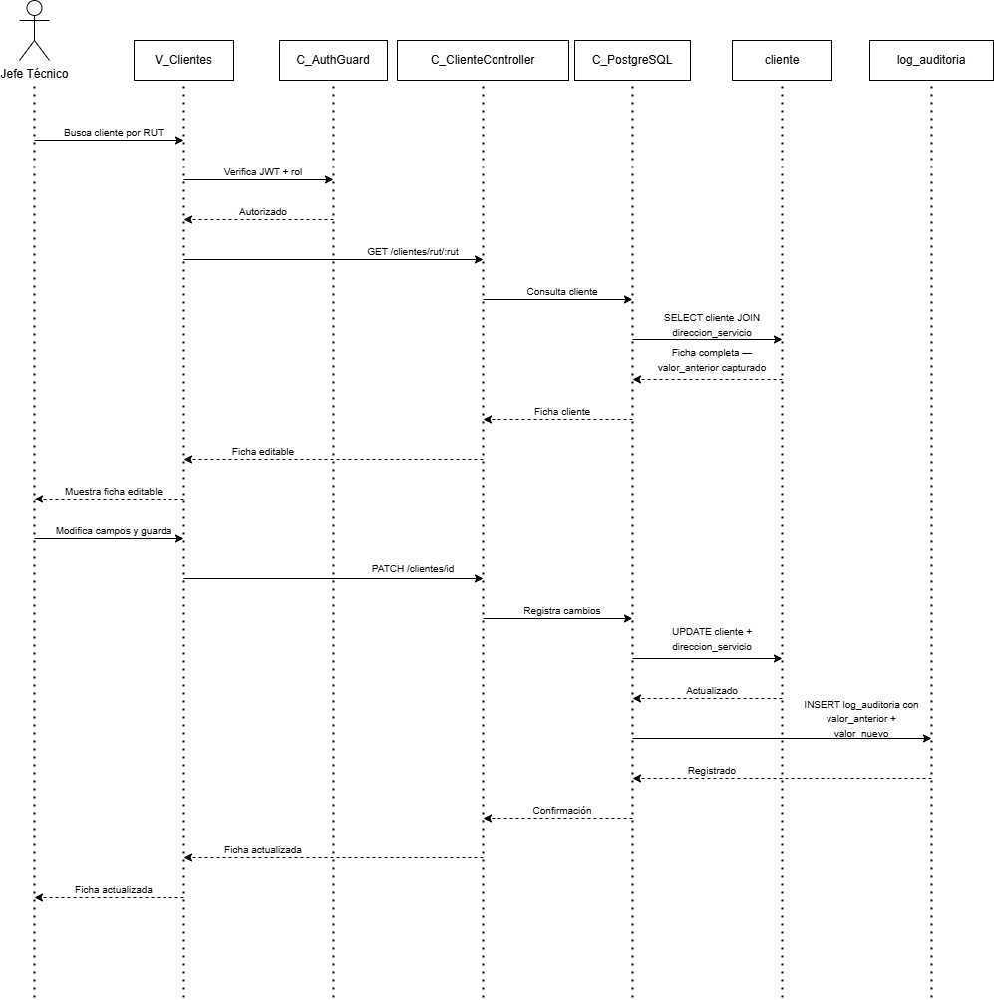 Jefe Técnico
V_Clientes
C_AuthGuard
C_ClienteController
C_PostgreSQL
cliente
log_auditoria
Busca cliente por RUT
Verifica JWT + rol
Autorizado
GET /clientes/rut/:rut
Consulta cliente
SELECT cliente JOIN
direccion_servicio
Ficha completa —
valor_anterior capturado
Ficha cliente
Ficha editable
Muestra ficha editable
Modifica campos y guarda
PATCH /clientes/id
Registra cambios
UPDATE cliente +
direccion_servicio
Actualizado
INSERT log_auditoria con
valor_anterior +
valor_nuevo
Registrado
Confirmación
Ficha actualizada
Ficha actualizada